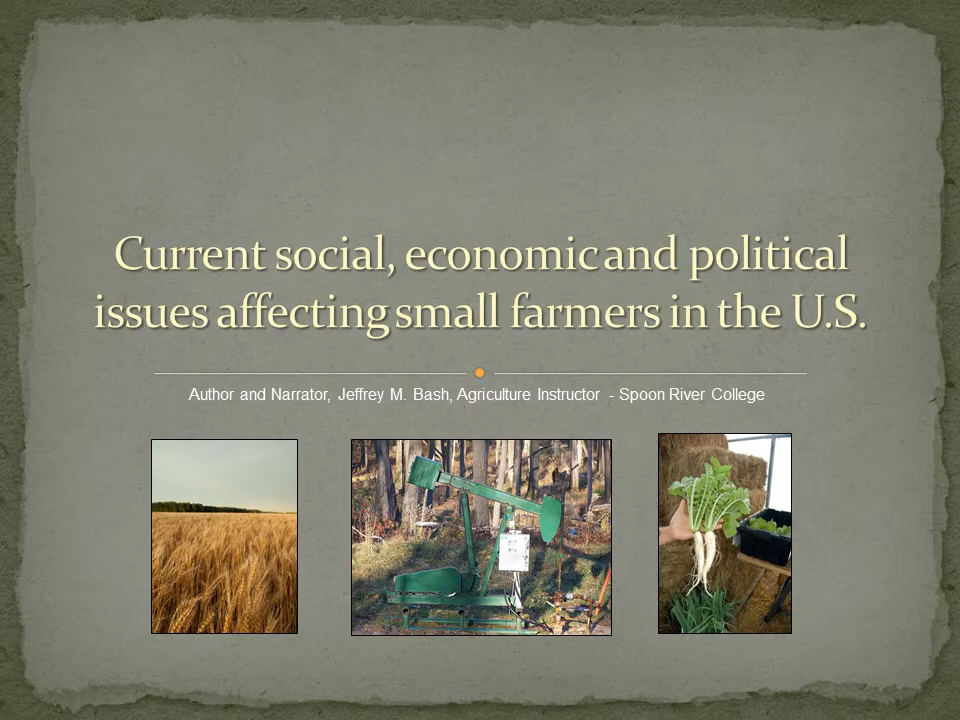 Current social, economic and political
issues affecting small farmers in the U.S.
Author and Narrator, Jeffrey M. Bash, Agriculture Instructor - Spoon River College